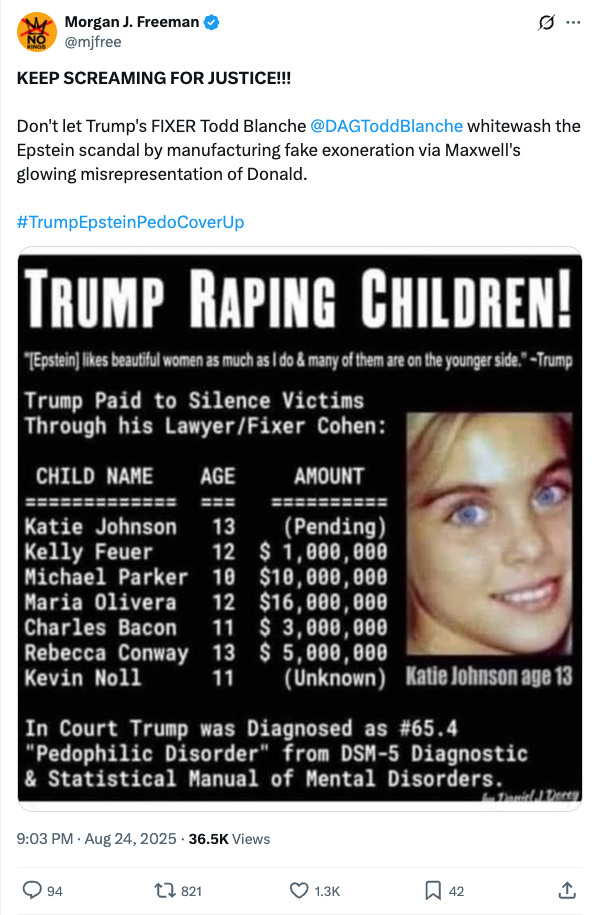 Morgan J. Freeman
@mjfree
NO
KINGS
KEEP SCREAMING FOR JUSTICE!!!
Don't let Trump's FIXER Todd Blanche @DAGToddBlanche whitewash the
Epstein scandal by manufacturing fake exoneration via Maxwell's
glowing misrepresentation of Donald.
#TrumpEpsteinPedoCoverUp
TRUMP RAPING CHILDREN!
"[Epstein] likes beautiful women as much as I do & many of them are on the younger side." ~Trump
Trump Paid to Silence Victims
Through his Lawyer/Fixer Cohen:
CHILD NAME AGE AMOUNT
============= === ==========
Katie Johnson 13 (Pending)
Kelly Feuer 12 $ 1,000,000
Michael Parker 10 $10,000,000
Maria Olivera 12 $16,000,000
Charles Bacon 11 $ 3,000,000
Rebecca Conway 13 $ 5,000,000
Kevin Noll 11 (Unknown)
Katie Johnson age 13
In Court Trump was Diagnosed as #65.4
"Pedophilic Disorder" from DSM-5 Diagnostic
& Statistical Manual of Mental Disorders.
by Daniel J Dorey
9:03 PM · Aug 24, 2025 · 36.5K Views
94 821 1.3K 42